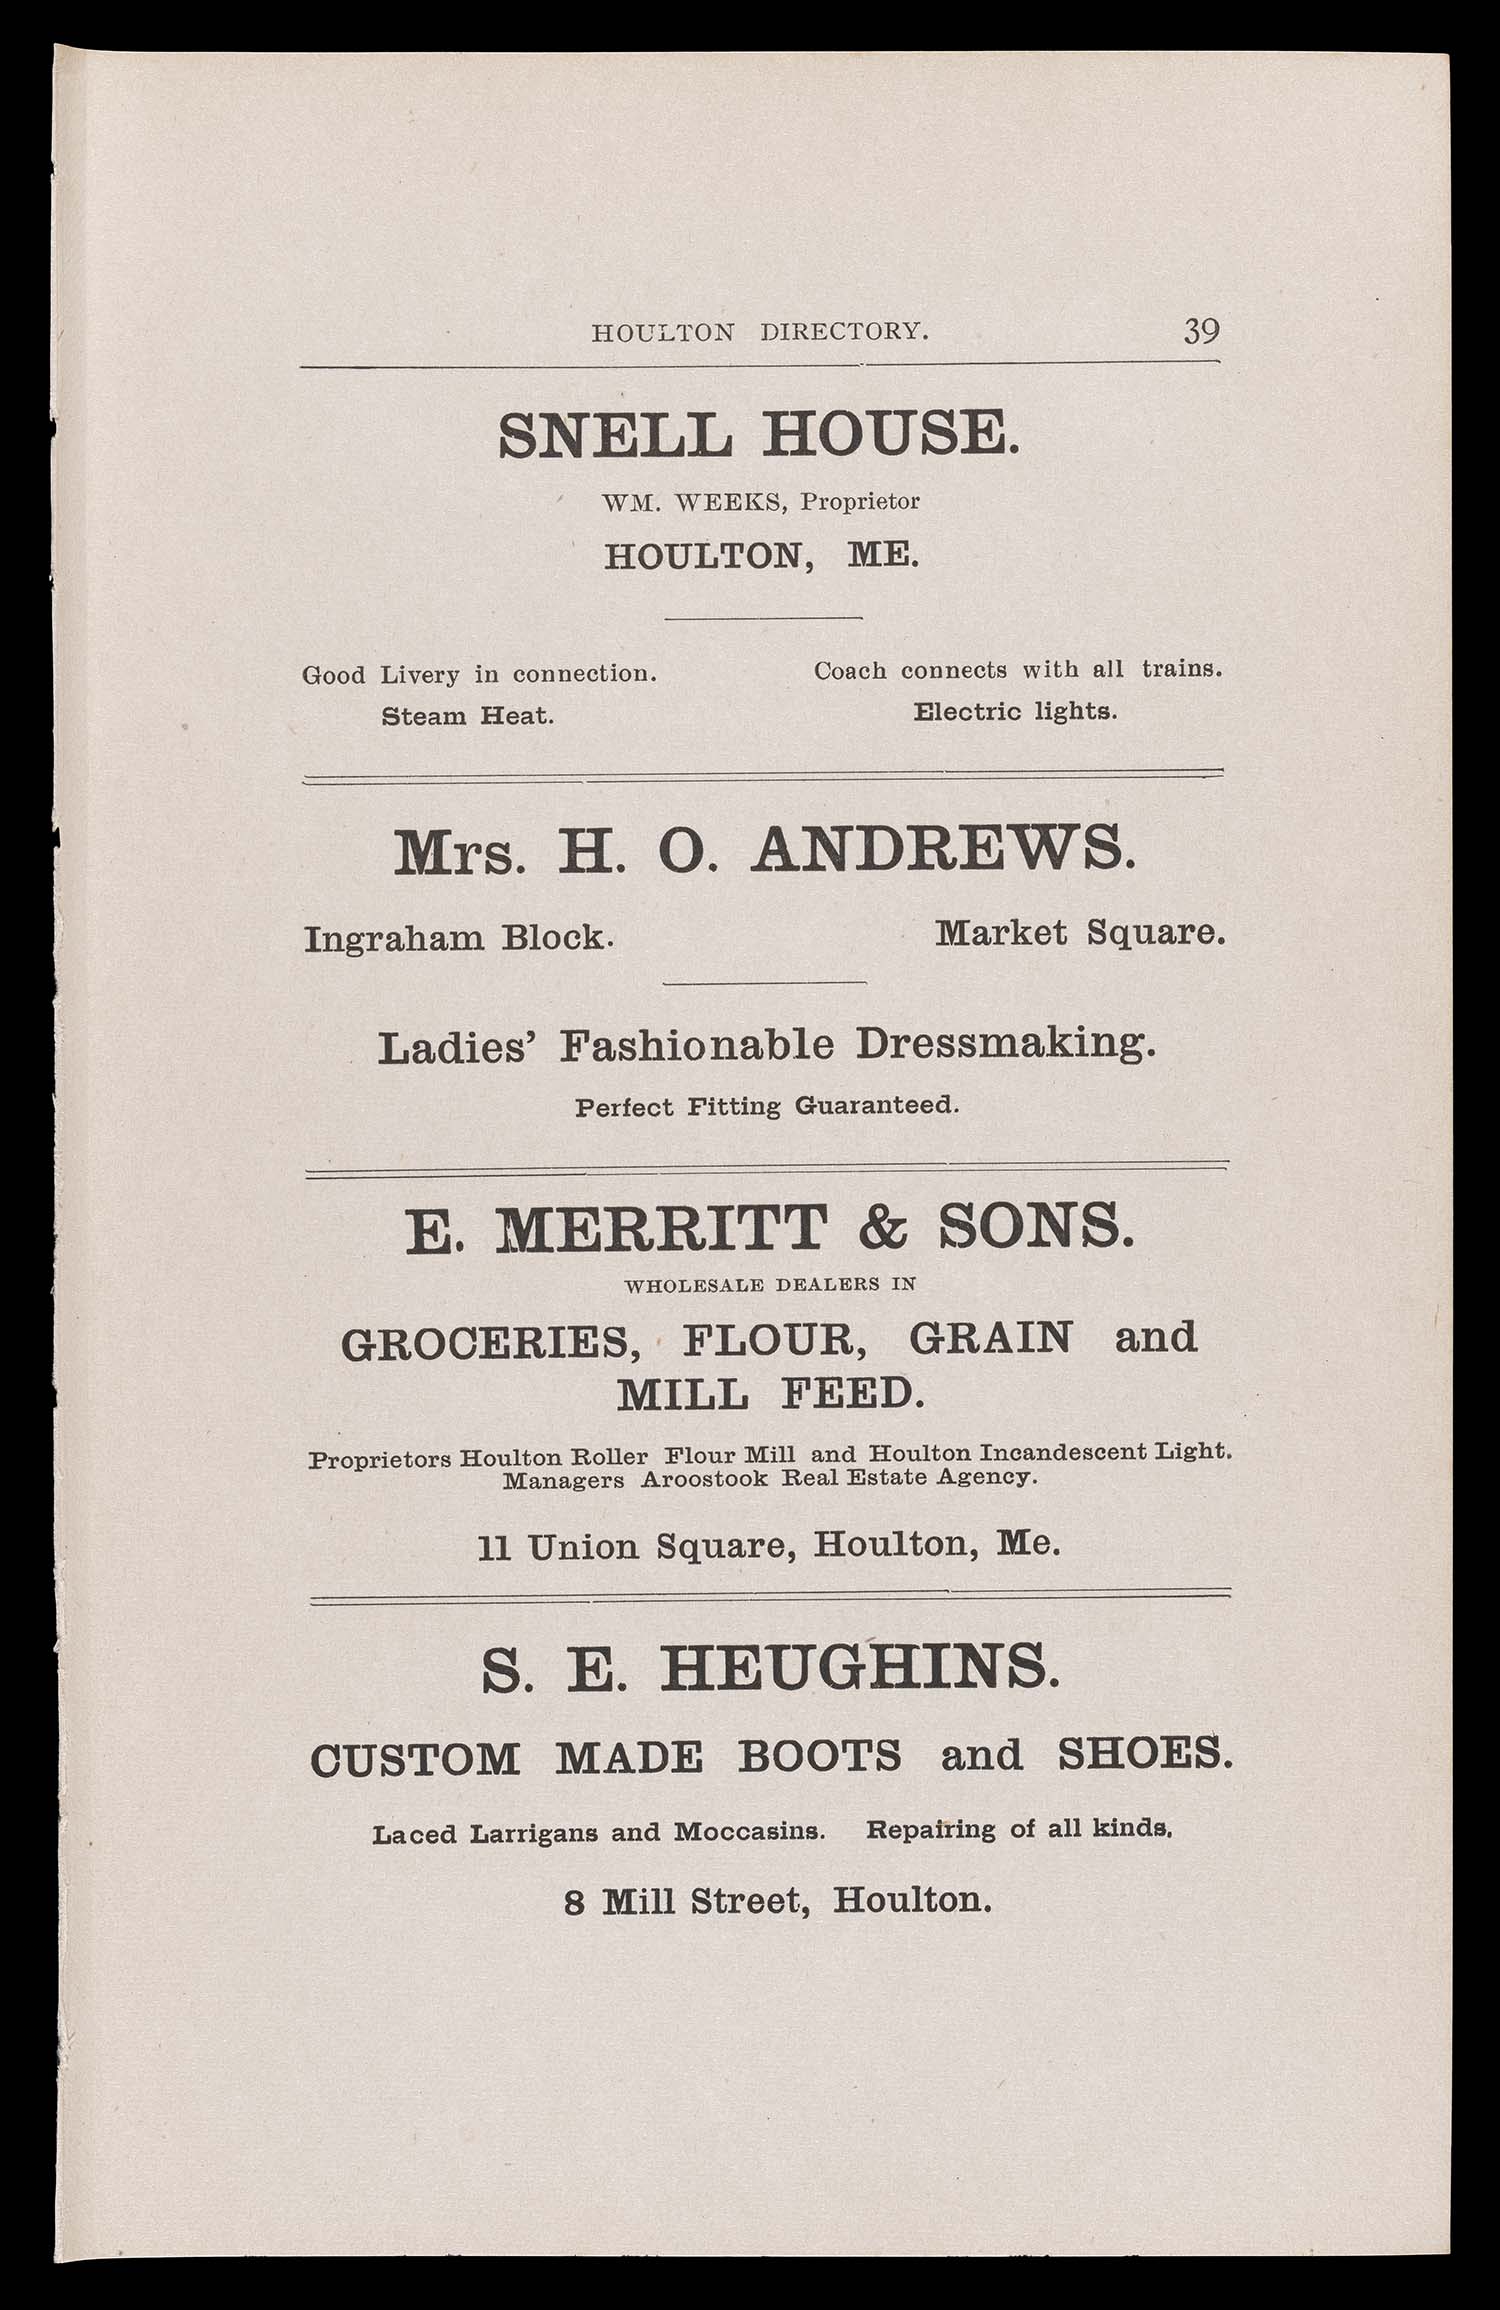 HOULTON DIRECTORY. 39
SNELL HOUSE.
WM. WEEKS, Proprietor
HOULTON, ME.
Good Livery in connection. Coach connects with all trains.
Steam Heat. Electric lights.
Mrs. H. O. ANDREWS.
Ingraham Block. Market Square.
Ladies' Fashionable Dressmaking.
Perfect Fitting Guaranteed.
E. MERRITT & SONS.
WHOLESALE DEALERS IN
GROCERIES, FLOUR, GRAIN and
MILL FEED.
Proprietors Houlton Roller Flour Mill and Houlton Incandescent Light.
Managers Aroostook Real Estate Agency.
11 Union Square, Houlton, Me.
S. E. HEUGHINS.
CUSTOM MADE BOOTS and SHOES.
Laced Larrigans and Moccasins. Repairing of all kinds.
8 Mill Street, Houlton.